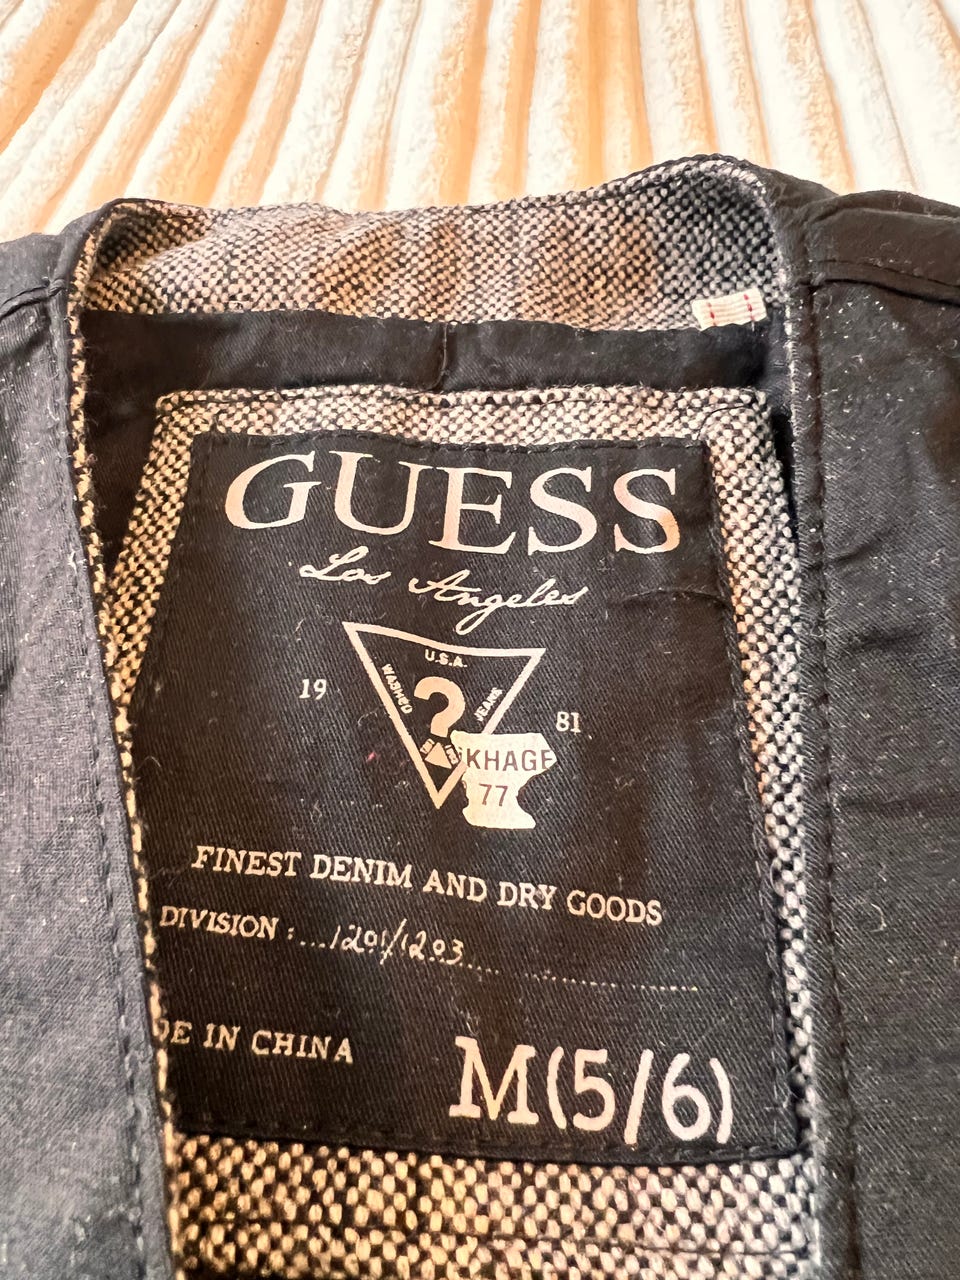 GUESS
Los Angeles
U.S.A.
WASHED
?
JEANS
19
81
KHAGE
77
FINEST DENIM AND DRY GOODS
DIVISION : ...1201/1203...
DE IN CHINA
M(5/6)